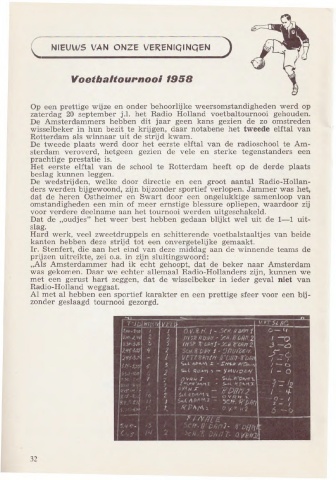 NIEUWS VAN ONZE VERENIGINGEN
Voetbaltournooi 1958
Op een prettige wijze en onder behoorlijke weersomstandigheden werd op
zaterdag 20 september j.l. het Radio Holland voetbaltournooi gehouden.
De Amsterdammers hebben dit jaar geen kans gezien de zo omstreden
wisselbeker in hun bezit te krijgen, daar notabene het tweede elftal van
Rotterdam als winnaar uit de strijd kwam.
De tweede plaats werd door het eerste elftal van de radioschool te Am-
sterdam veroverd, hetgeen gezien de vele en sterke tegenstanders een
prachtige prestatie is.
Het eerste elftal van de school te Rotterdam heeft op de derde plaats
beslag kunnen leggen.
De wedstrijden, welke door directie en een groot aantal Radio-Hollan-
ders werden bijgewoond, zijn bijzonder sportief verlopen. Jammer was het,
dat de heren Ostheimer en Swart door een ongelukkige samenloop van
omstandigheden een min of meer ernstige blessure opliepen, waardoor zij
voor verdere deelname aan het tournooi werden uitgeschakeld.
Dat de „oudjes" het weer best hebben gedaan blijkt wel uit de 1—1 uit-
slag.
Hard werk, veel zweetdruppels en schitterende voetbalstaaltjes van beide
kanten hebben deze strijd tot een onvergetelijke gemaakt.
Ir. Stenfert, die aan het eind van deze middag aan de winnende teams de
prijzen uitreikte, zei o.a. in zijn sluitingswoord:
„Als Amsterdammer had ik echt gehoopt, dat de beker naar Amsterdam
was gekomen. Daar we echter allemaal Radio-Hollanders zijn, kunnen we
met een gerust hart zeggen, dat de wisselbeker in ieder geval niet van
Radio-Holland weggaat.
Al met al hebben een sportief karakter en een prettige sfeer voor een bij-
zonder geslaagd tournooi gezorgd.
FINALE
32